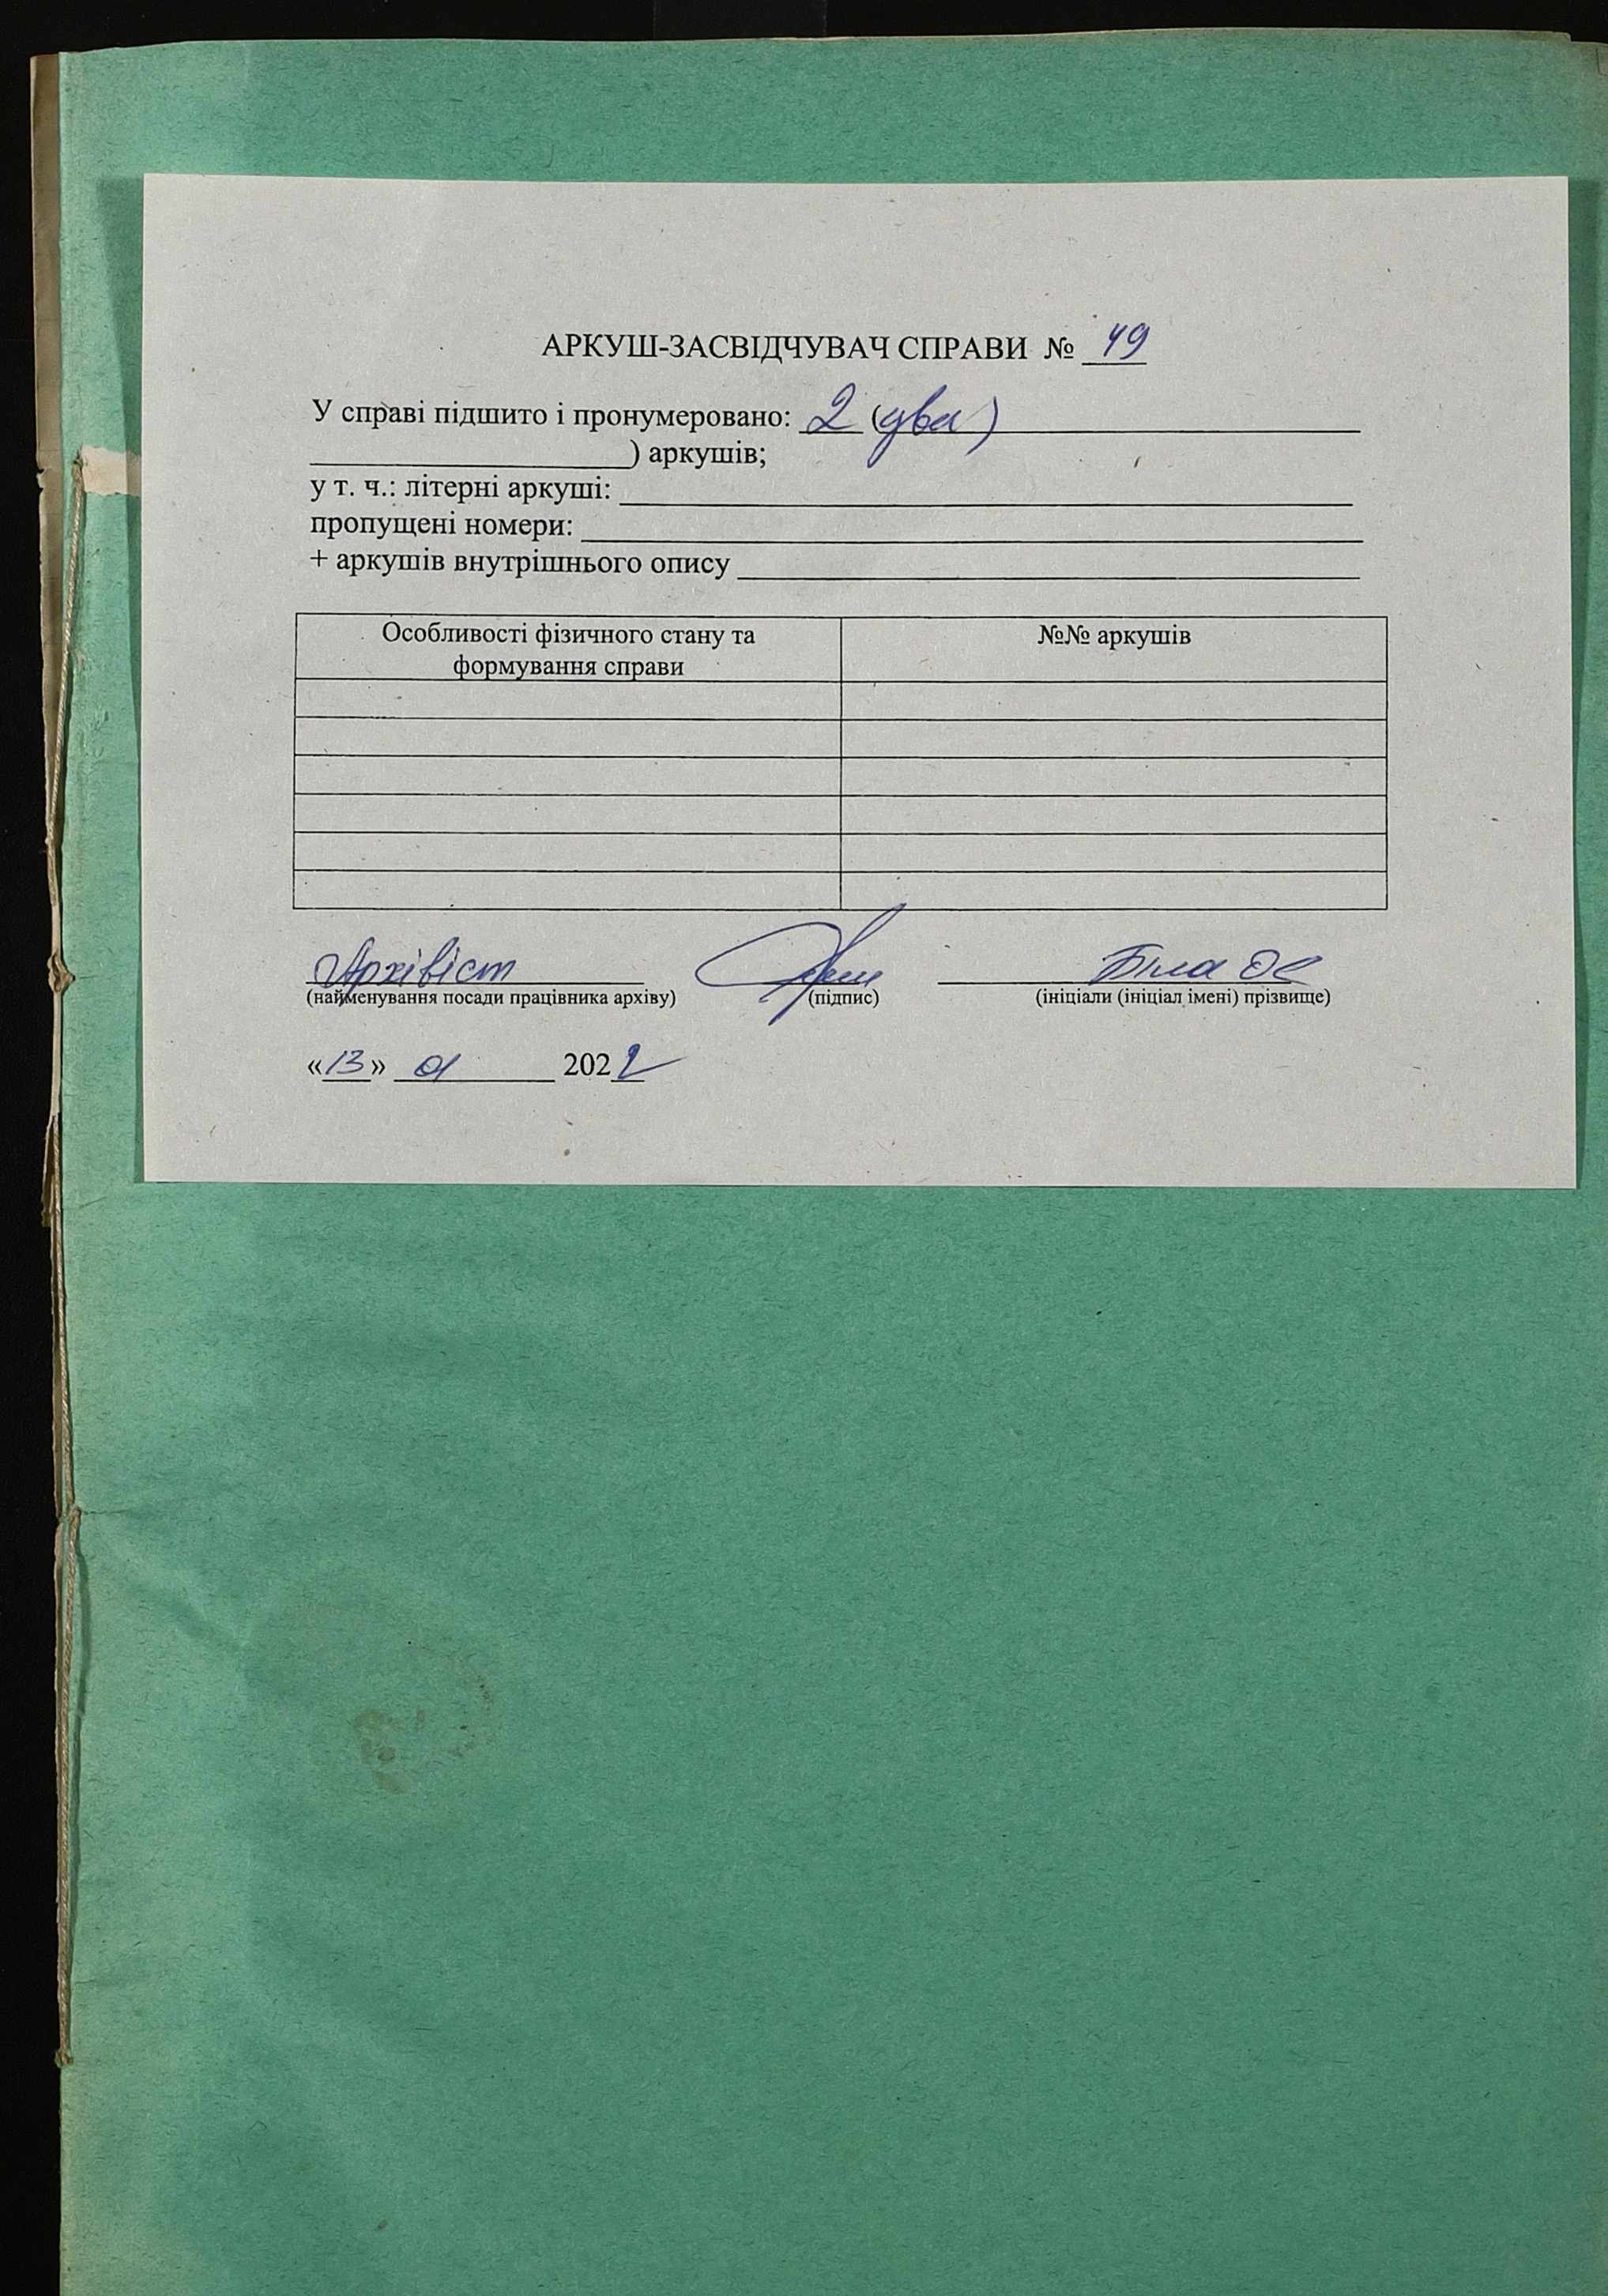 АРКУШ-ЗАСВІДЧУВАЧ СПРАВИ № 49
У справі підшито і пронумеровано: 2 (два)
) аркушів;
у т. ч.: літерні аркуші:
пропущені номери:
+ аркушів внутрішнього опису
Особливості фізичного стану та №№ аркушів
формування справи
Архівіст Біла ОС
(найменування посади працівника архіву) (підпис) (ініціали (ініціал імені) прізвище)
«13» 01 2022